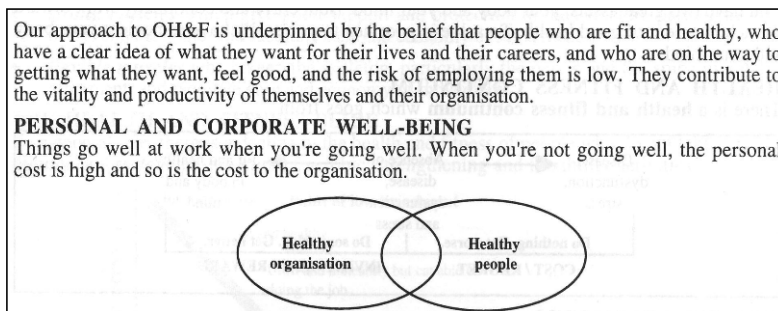 Our approach to OH&F is underpinned by the belief that people who are fit and healthy, who
have a clear idea of what they want for their lives and their careers, and who are on the way to
getting what they want, feel good, and the risk of employing them is low. They contribute to
the vitality and productivity of themselves and their organisation.
PERSONAL AND CORPORATE WELL-BEING
Things go well at work when you're going well. When you're not going well, the personal
cost is high and so is the cost to the organisation.
Healthy
organisation
Healthy
people